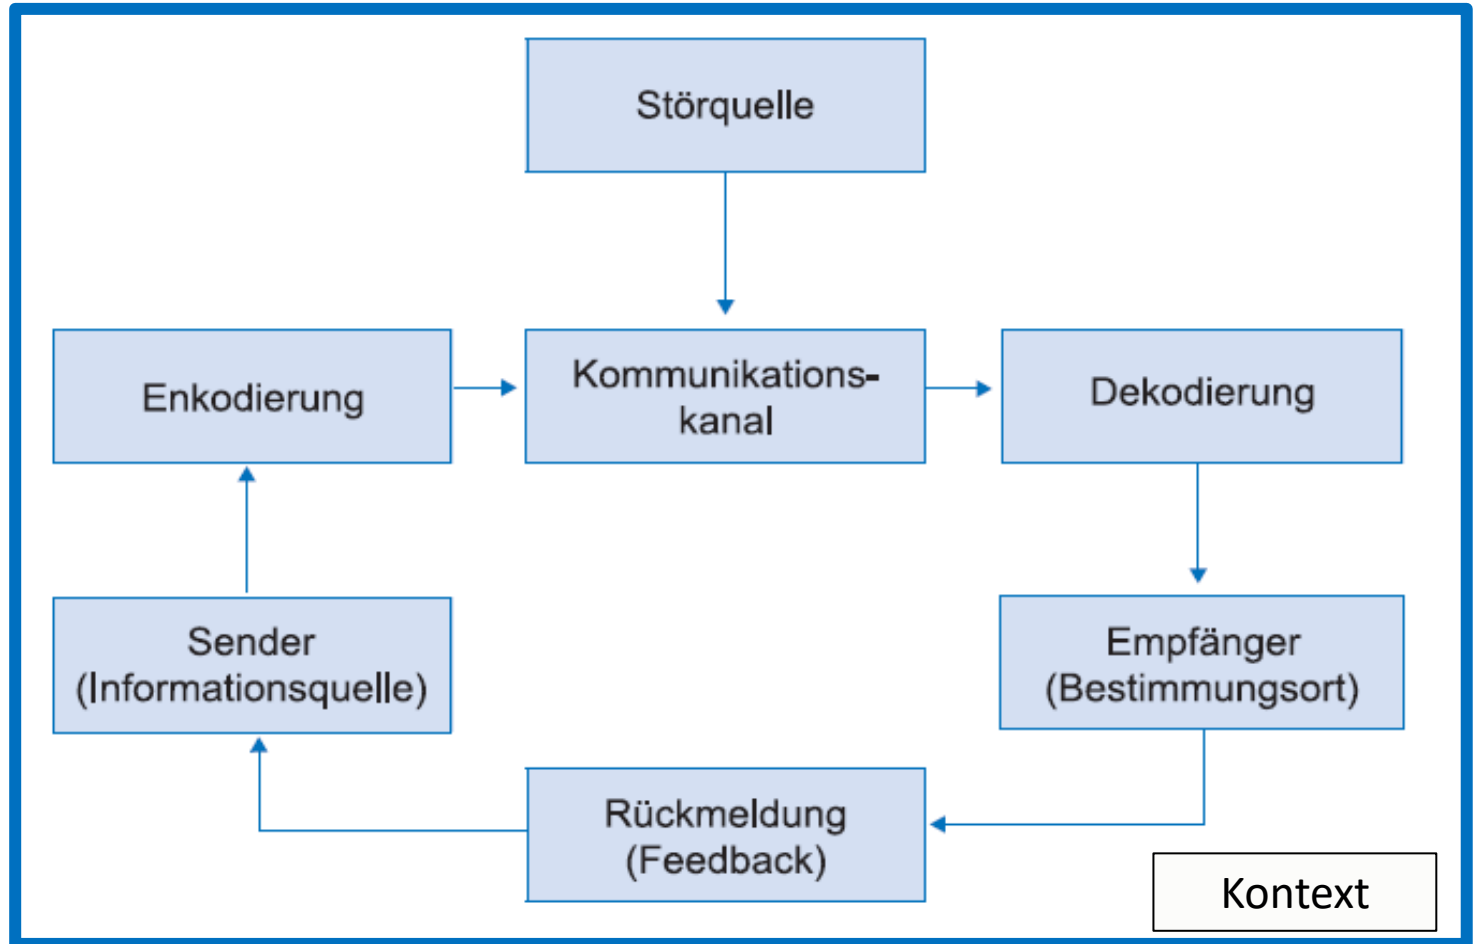 Störquelle
Enkodierung
Kommunikations-
kanal
Dekodierung
Sender
(Informationsquelle)
Empfänger
(Bestimmungsort)
Rückmeldung
(Feedback)
Kontext